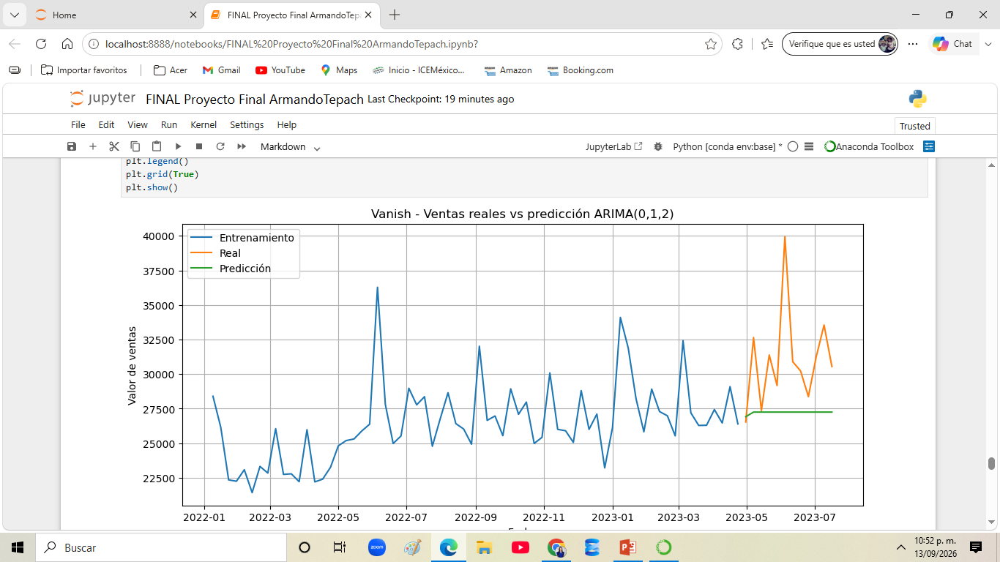 Home
FINAL Proyecto Final ArmandoTepa
localhost:8888/notebooks/FINAL%20Proyecto%20Final%20ArmandoTepach.ipynb?
Verifique que es usted
Chat
Importar favoritos
Acer
Gmail
YouTube
Maps
Inicio - ICEMéxico...
Amazon
Booking.com
jupyter
FINAL Proyecto Final ArmandoTepach Last Checkpoint: 19 minutes ago
File Edit View Run Kernel Settings Help
Trusted
Markdown
JupyterLab
Python [conda env:base] *
Anaconda Toolbox
plt.legend()
plt.grid(True)
plt.show()
Vanish - Ventas reales vs predicción ARIMA(0,1,2)
Entrenamiento
Real
Predicción
Valor de ventas
40000
37500
35000
32500
30000
27500
25000
22500
2022-01 2022-03 2022-05 2022-07 2022-09 2022-11 2023-01 2023-03 2023-05 2023-07
Buscar
zoom
10:52 p. m.
13/09/2026